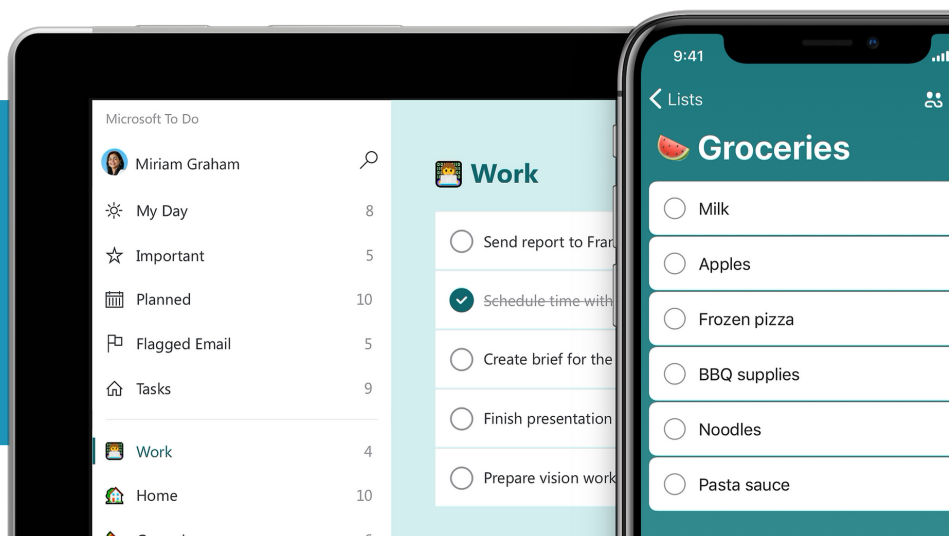 Microsoft To Do
Miriam Graham
My Day 8
Important 5
Planned 10
Flagged Email 5
Tasks 9
Work 4
Home 10
Work
Send report to
Schedule time with
Create brief for the
Finish presentation
Prepare vision
9:41
Lists
Groceries
Milk
Apples
Frozen pizza
BBQ supplies
Noodles
Pasta sauce